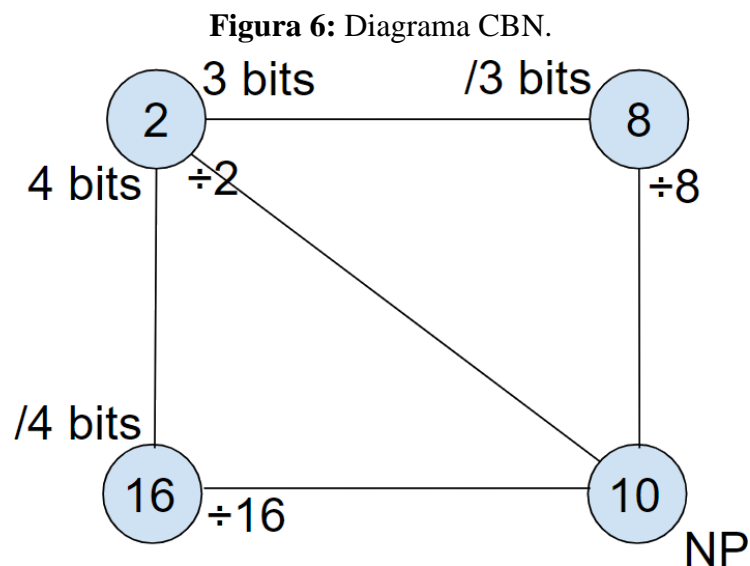 Figura 6: Diagrama CBN.
3 bits
/3 bits
2
8
4 bits
÷2
÷8
/4 bits
16
÷16
10
NP